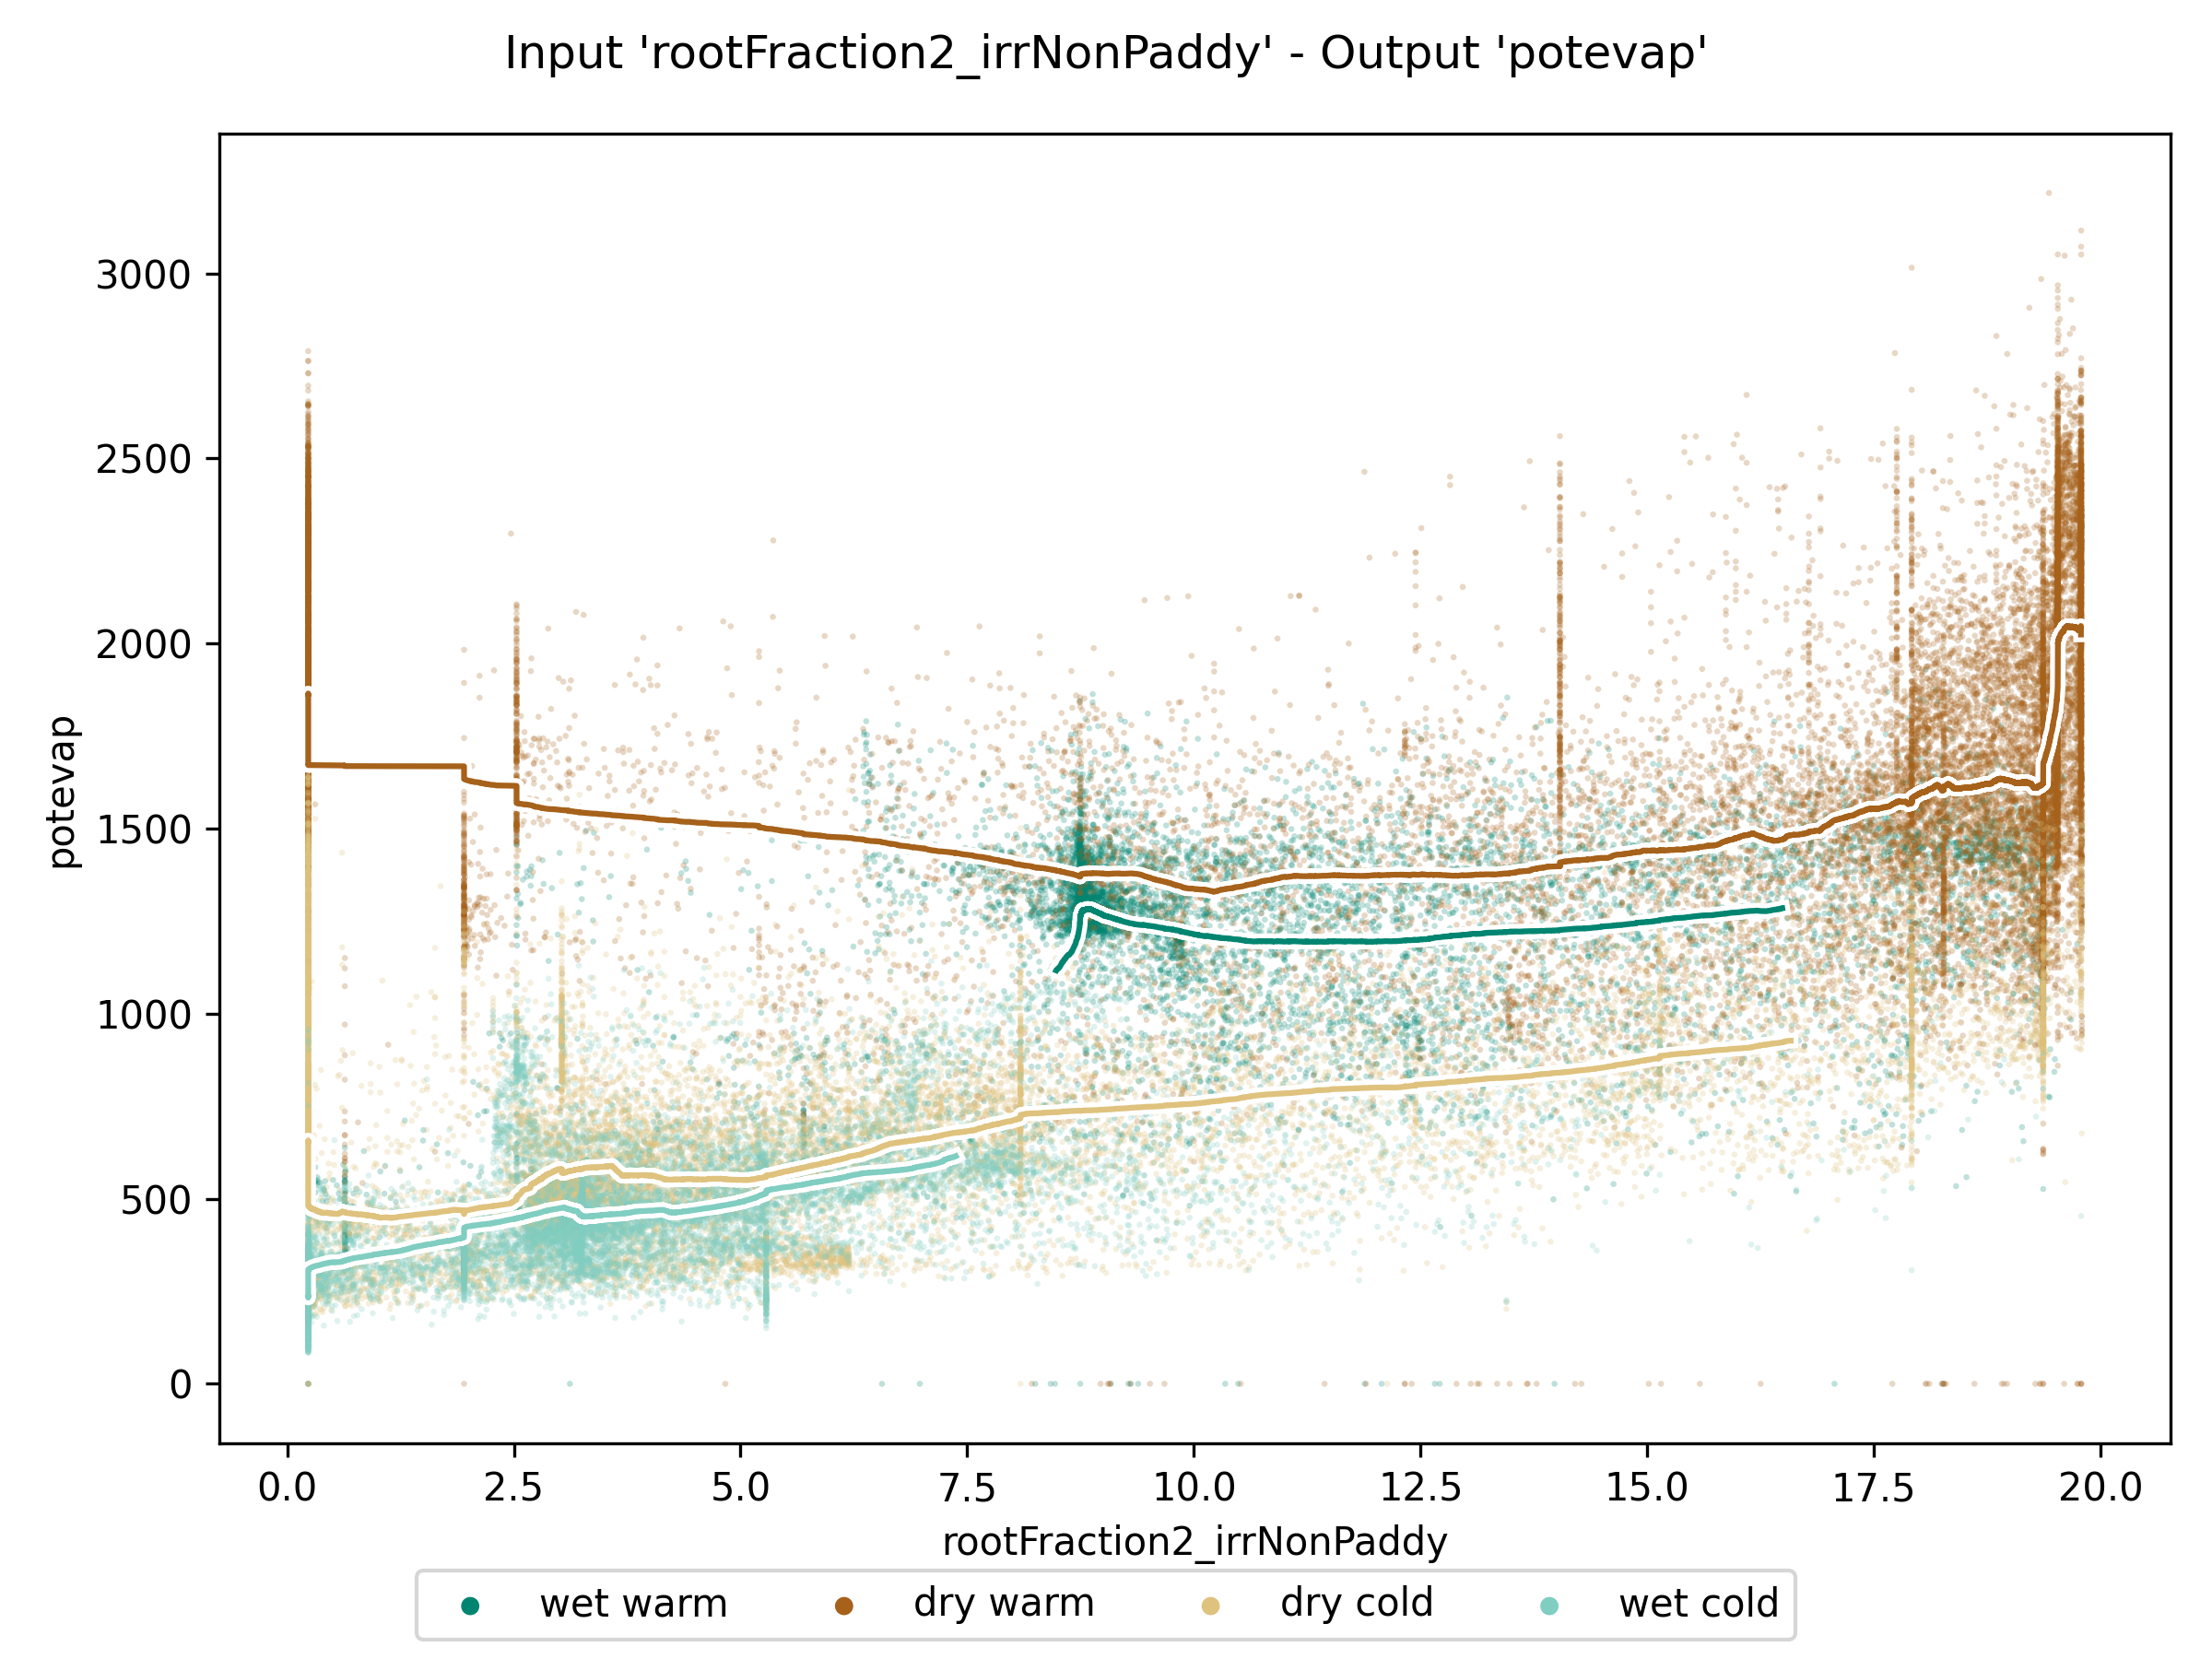 Input 'rootFraction2_irrNonPaddy' - Output 'potevap'
3000
2500
2000
1500
1000
500
0
potevap
0.0 2.5 5.0 7.5 10.0 12.5 15.0 17.5 20.0
rootFraction2_irrNonPaddy
wet warm dry warm dry cold wet cold